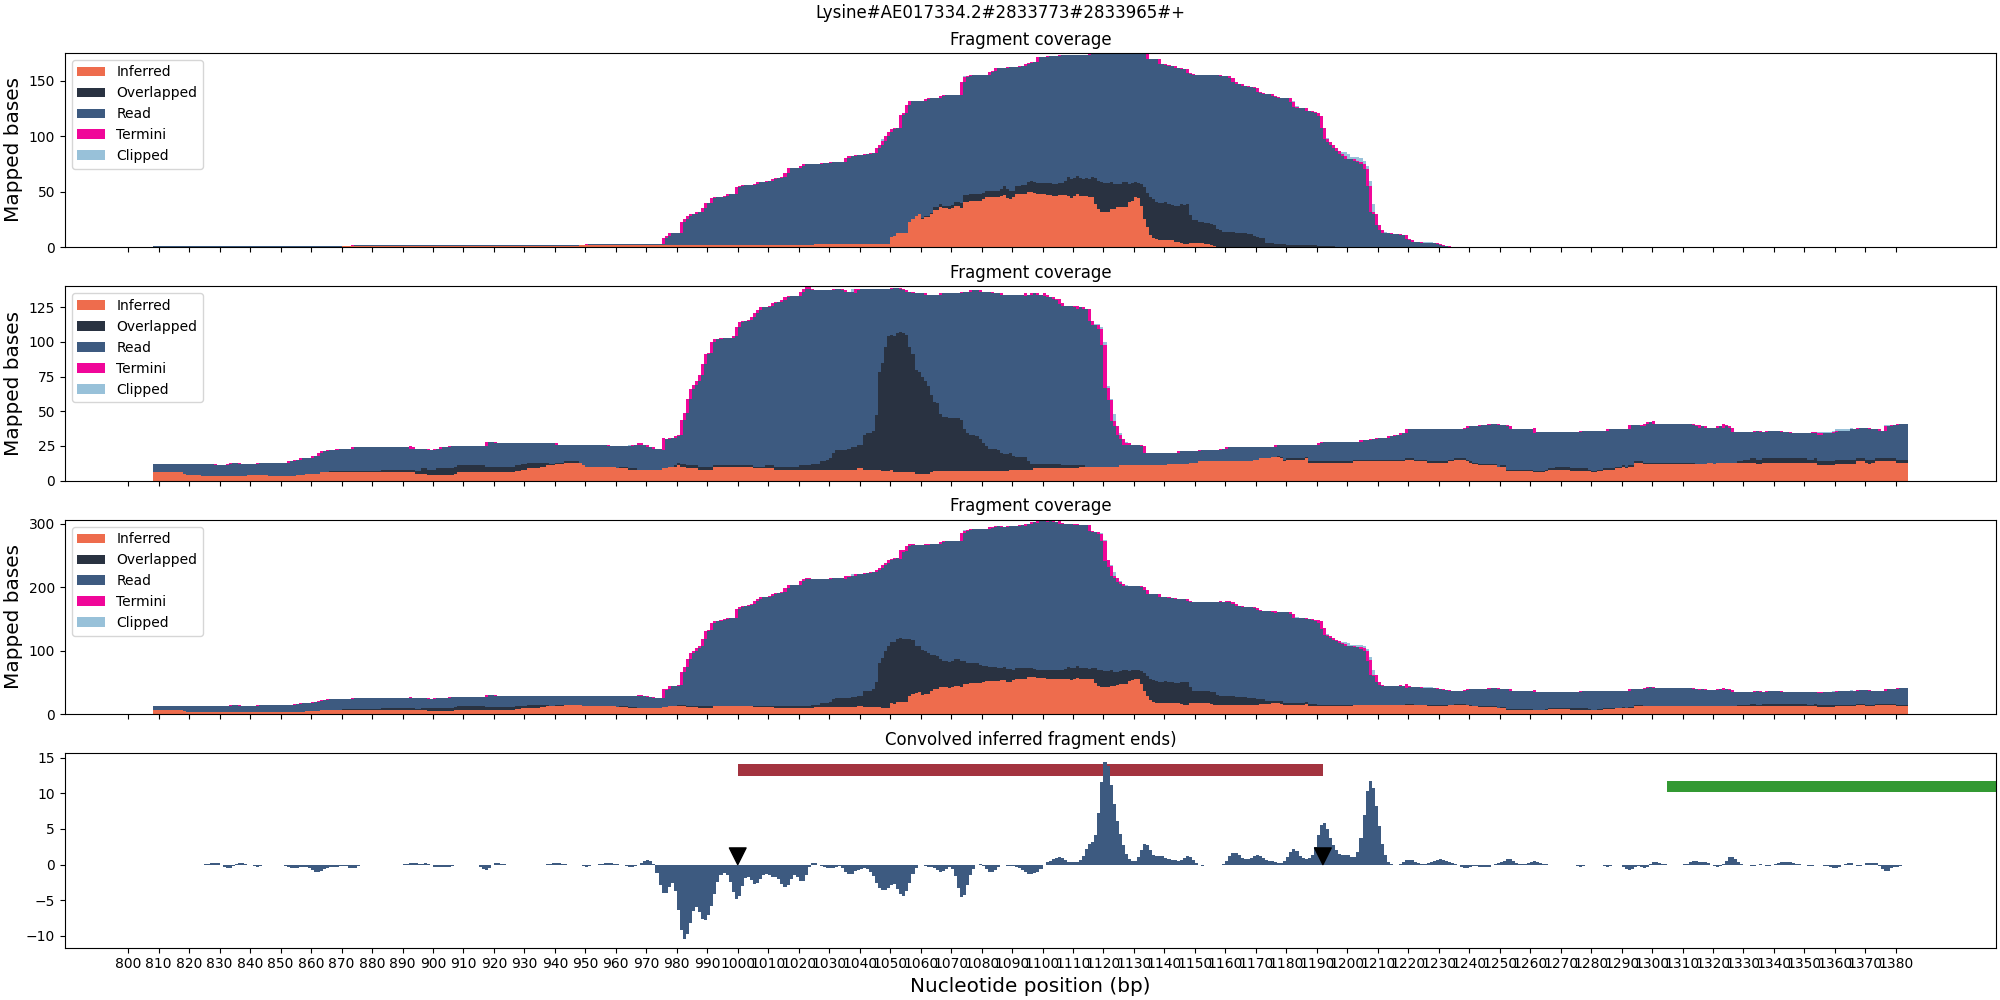 Lysine#AE017334.2#2833773#2833965#+
Fragment coverage
Mapped bases
150
100
50
0
Inferred
Overlapped
Read
Termini
Clipped
Fragment coverage
Mapped bases
125
100
75
50
25
0
Inferred
Overlapped
Read
Termini
Clipped
Fragment coverage
Mapped bases
300
200
100
0
Inferred
Overlapped
Read
Termini
Clipped
Convolved inferred fragment ends)
15
10
5
0
−5
−10
800 810 820 830 840 850 860 870 880 890 900 910 920 930 940 950 960 970 980 990 1000 1010 1020 1030 1040 1050 1060 1070 1080 1090 1100 1110 1120 1130 1140 1150 1160 1170 1180 1190 1200 1210 1220 1230 1240 1250 1260 1270 1280 1290 1300 1310 1320 1330 1340 1350 1360 1370 1380
Nucleotide position (bp)